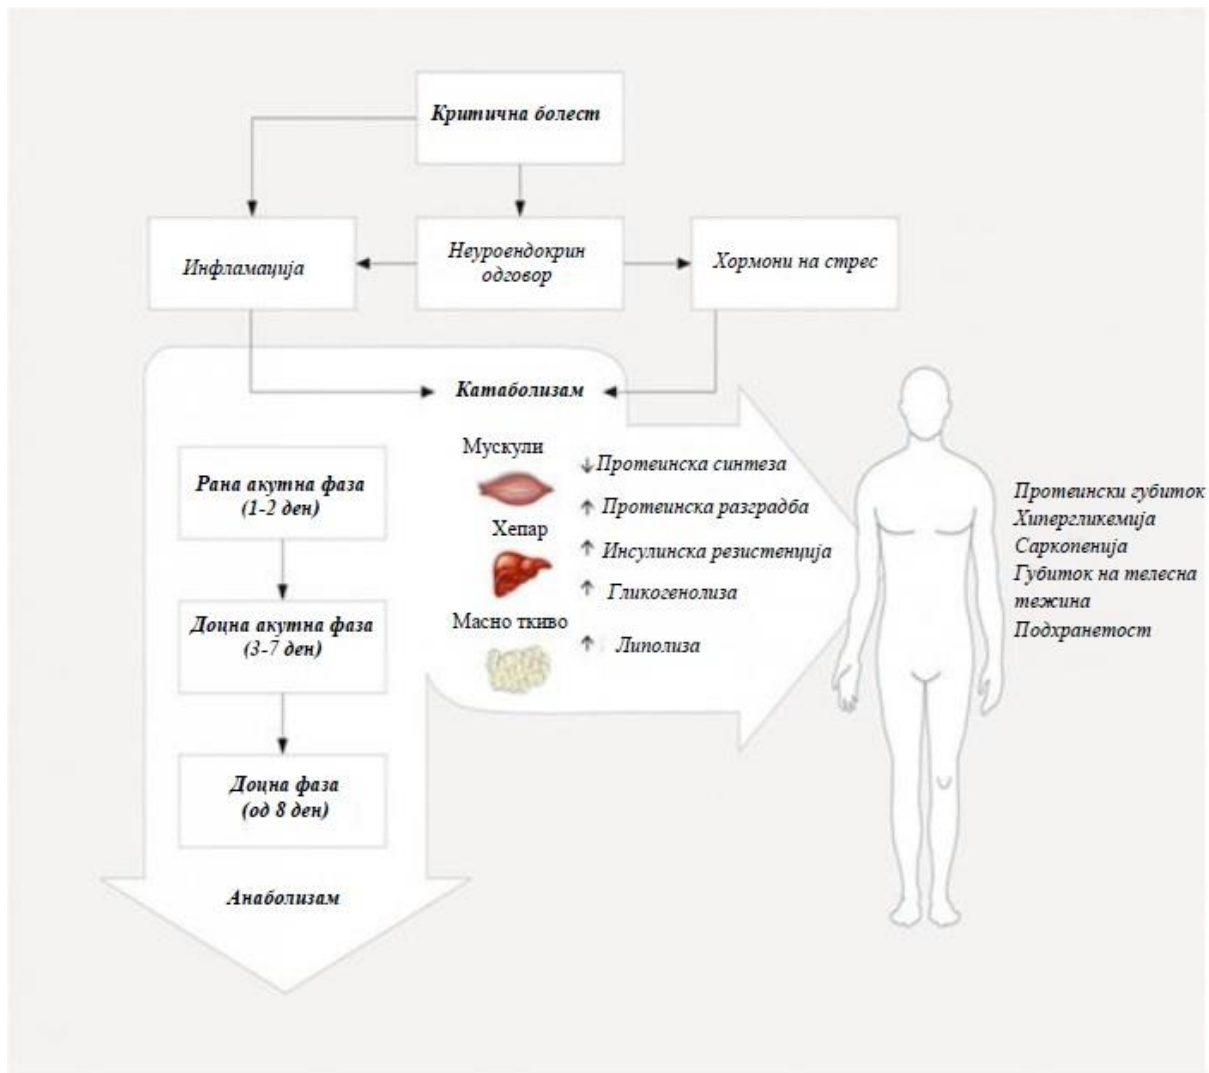 Критична болест
Инфламација
Неуроендокрин
одговор
Хормони на стрес
Катаболизам
Рана акутна фаза
(1-2 ден)
Доцна акутна фаза
(3-7 ден)
Доцна фаза
(од 8 ден)
Анаболизам
Мускули
↓Протеинска синтеза
↑ Протеинска разградба
Хепар
↑ Инсулинска резистенција
↑ Гликогенолиза
Масно ткиво
↑ Липолиза
Протеински губиток
Хипергликемија
Саркопенија
Губиток на телесна
тежина
Подхранетост